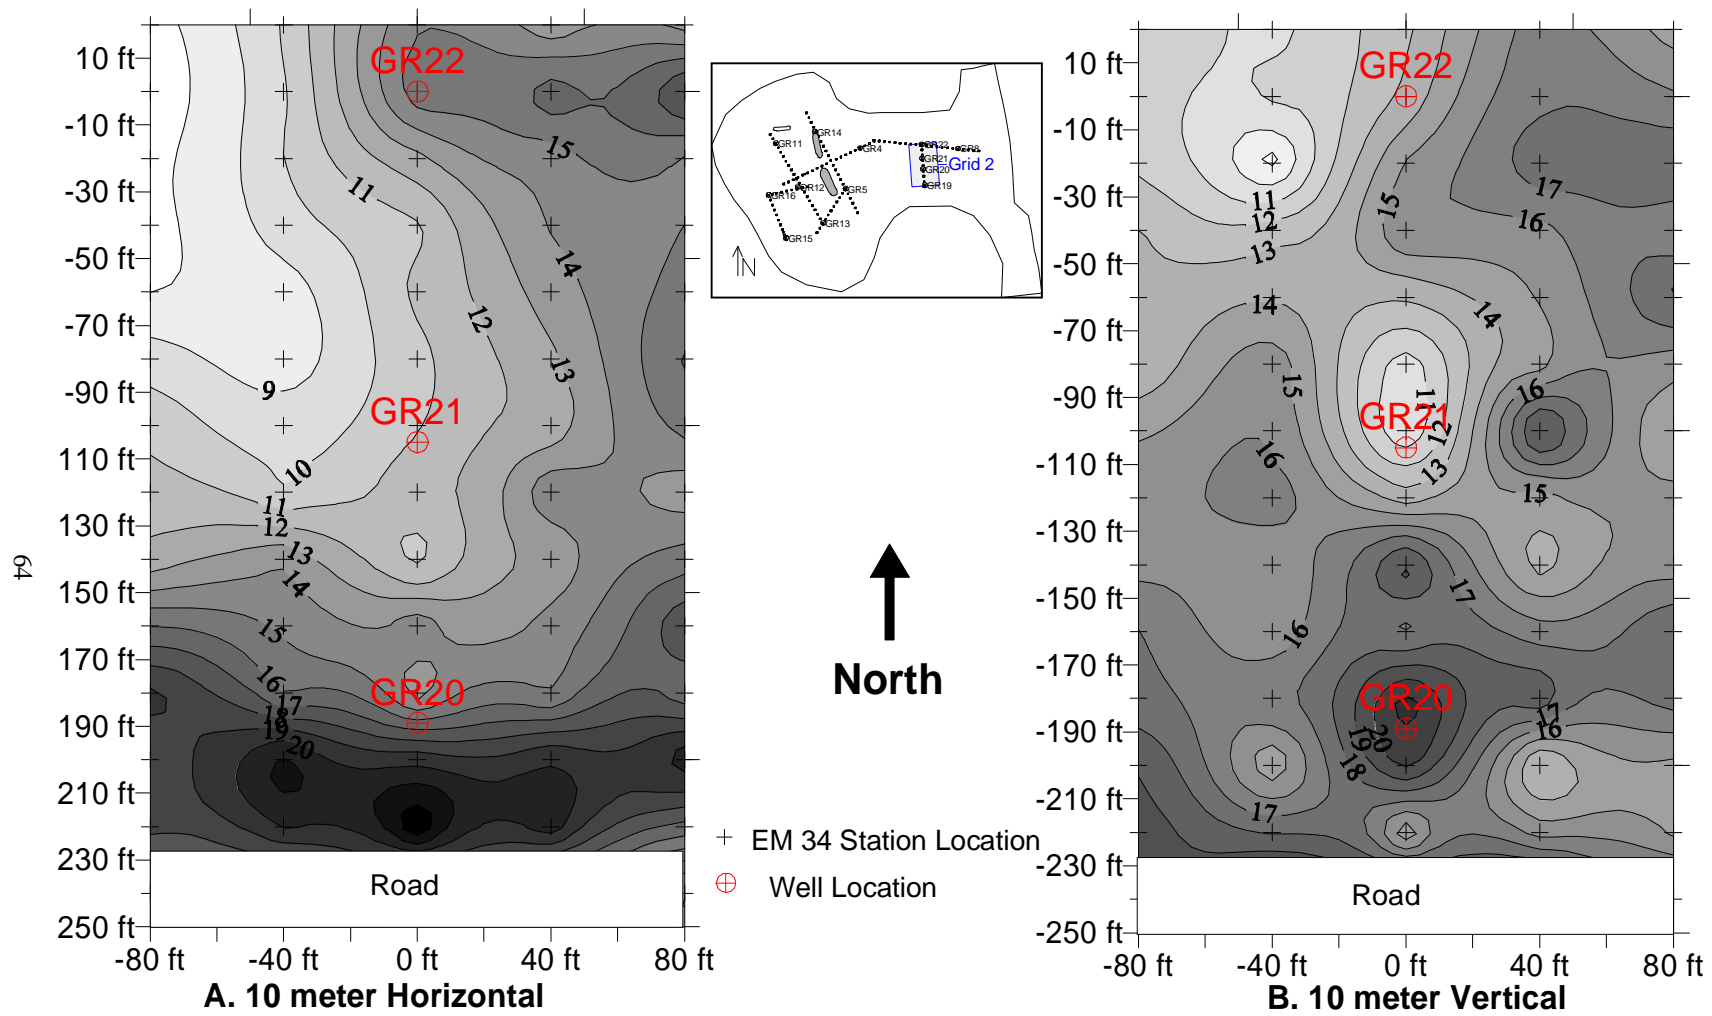 10 ft
-10 ft
-30 ft
-50 ft
-70 ft
-90 ft
110 ft
130 ft
150 ft
170 ft
190 ft
210 ft
230 ft
250 ft
-80 ft
-40 ft
0 ft
40 ft
80 ft
GR22
GR21
GR20
15
11
14
12
13
9
10
11
12
13
14
15
16
17
18
19
20
Road
A. 10 meter Horizontal
64
GR14
GR11
GR4
GR22
GR8
GR21
Grid 2
GR20
GR12
GR16
GR5
GR19
GR13
GR15
N
North
EM 34 Station Location
Well Location
10 ft
-10 ft
-30 ft
-50 ft
-70 ft
-90 ft
-110 ft
-130 ft
-150 ft
-170 ft
-190 ft
-210 ft
-230 ft
-250 ft
-80 ft
-40 ft
0 ft
40 ft
80 ft
GR22
GR21
GR20
17
11
12
15
16
13
14
14
15
16
11
12
13
16
15
17
16
17
16
19
20
18
17
Road
B. 10 meter Vertical